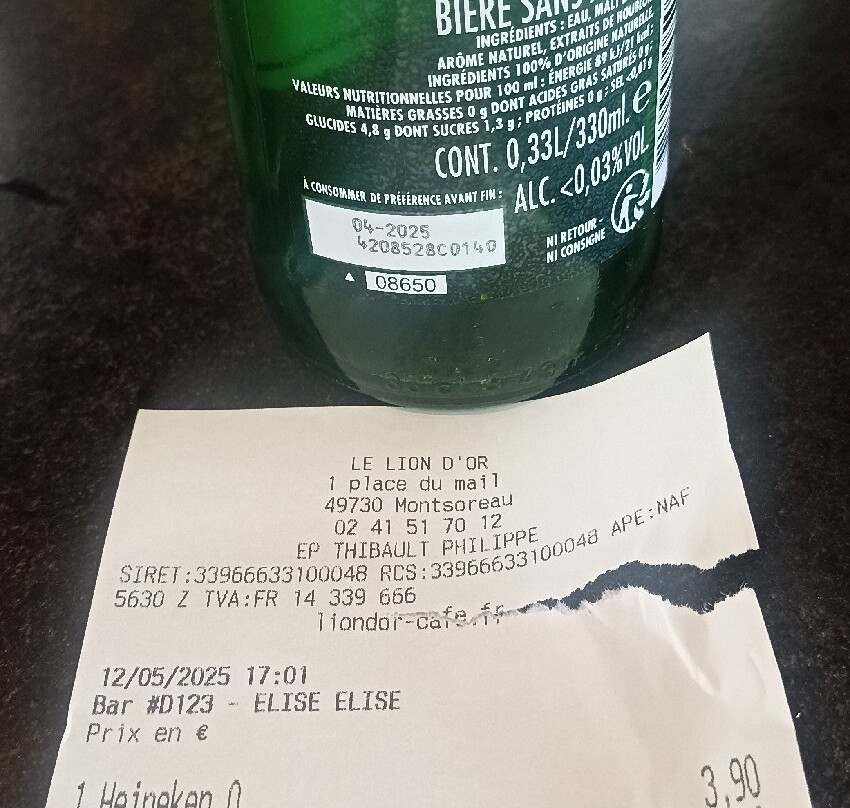 BIÈRE SANS
INGRÉDIENTS : EAU, MALT
ARÔME NATUREL, EXTRAITS DE HOUBLON
INGRÉDIENTS 100% D'ORIGINE NATURELLE.
VALEURS NUTRITIONNELLES POUR 100 ml : ÉNERGIE 89 kJ/21 kcal ;
MATIÈRES GRASSES 0 g DONT ACIDES GRAS SATURÉS 0 g ;
GLUCIDES 4,8 g DONT SUCRES 1,3 g ; PROTÉINES 0 g ; SEL <0,01 g
CONT. 0,33L/330ml. e
ALC. <0,03%VOL
À CONSOMMER DE PRÉFÉRENCE AVANT FIN :
04-2025
4208528C0140
NI RETOUR -
NI CONSIGNE
08650
LE LION D'OR
1 place du mail
49730 Montsoreau
02 41 51 70 12
EP THIBAULT PHILIPPE
SIRET:33966633100048 RCS:33966633100048 APE:NAF
5630 Z TVA:FR 14 339 666
liondor-cafe.fr
12/05/2025 17:01
Bar #D123 - ELISE ELISE
Prix en €
1 Heineken 0 3,90